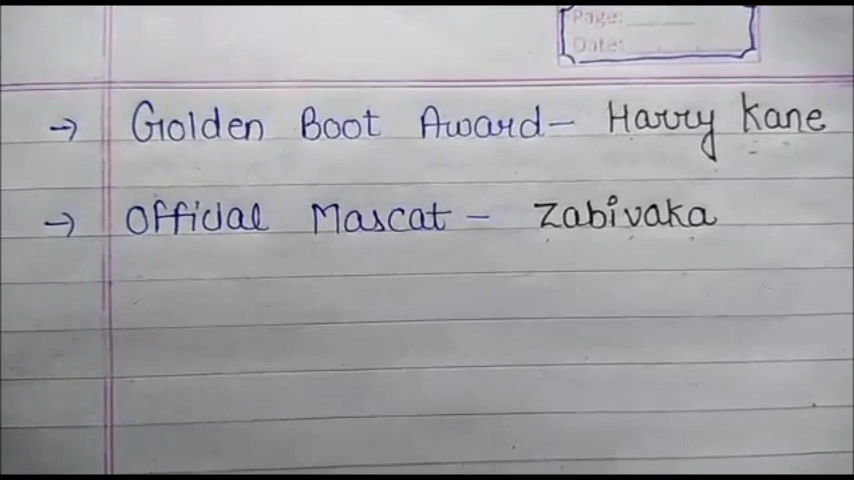 Page:
Date:
→ Golden Boot Award - Harry Kane
→ Official Mascat - Zabivaka